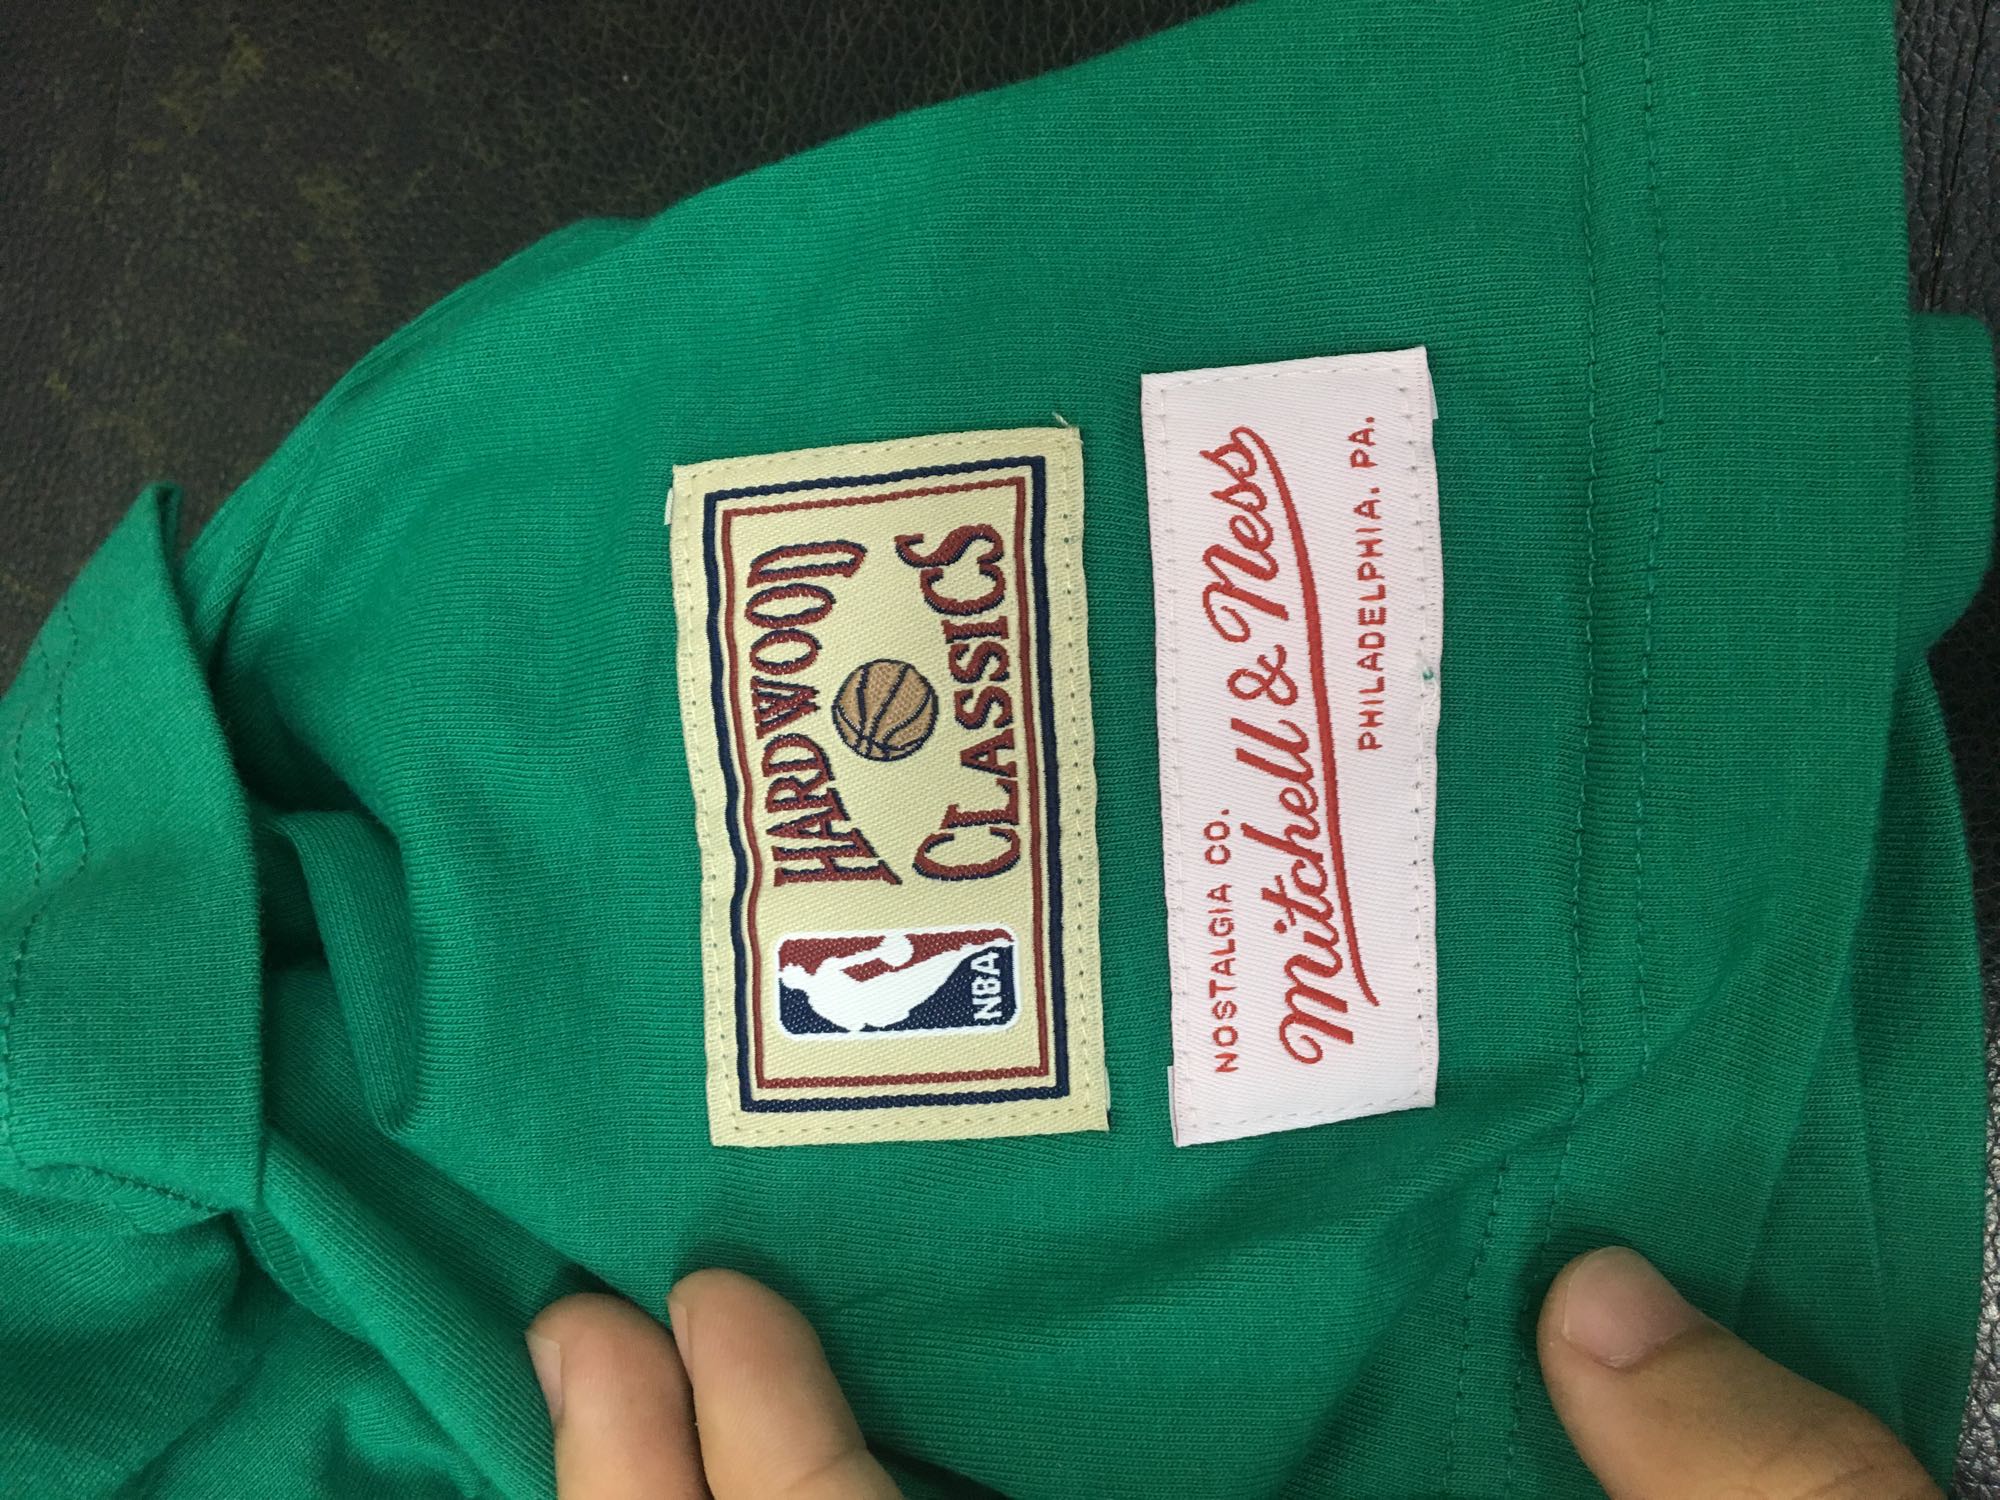 HARDWOOD
CLASSICS
NBA
NOSTALGIA CO.
Mitchell & Ness
PHILADELPHIA. PA.